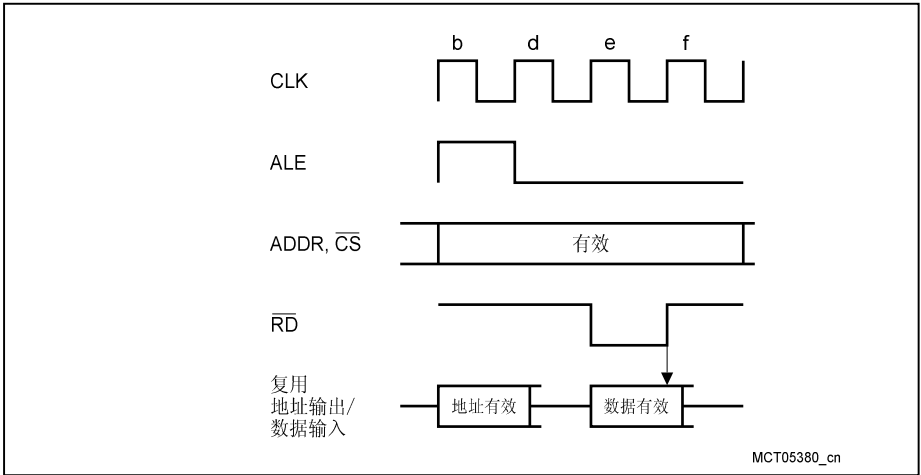 b d e f
CLK
ALE
ADDR, CS
有效
RD
复用
地址输出/
数据输入
地址有效
数据有效
MCT05380_cn